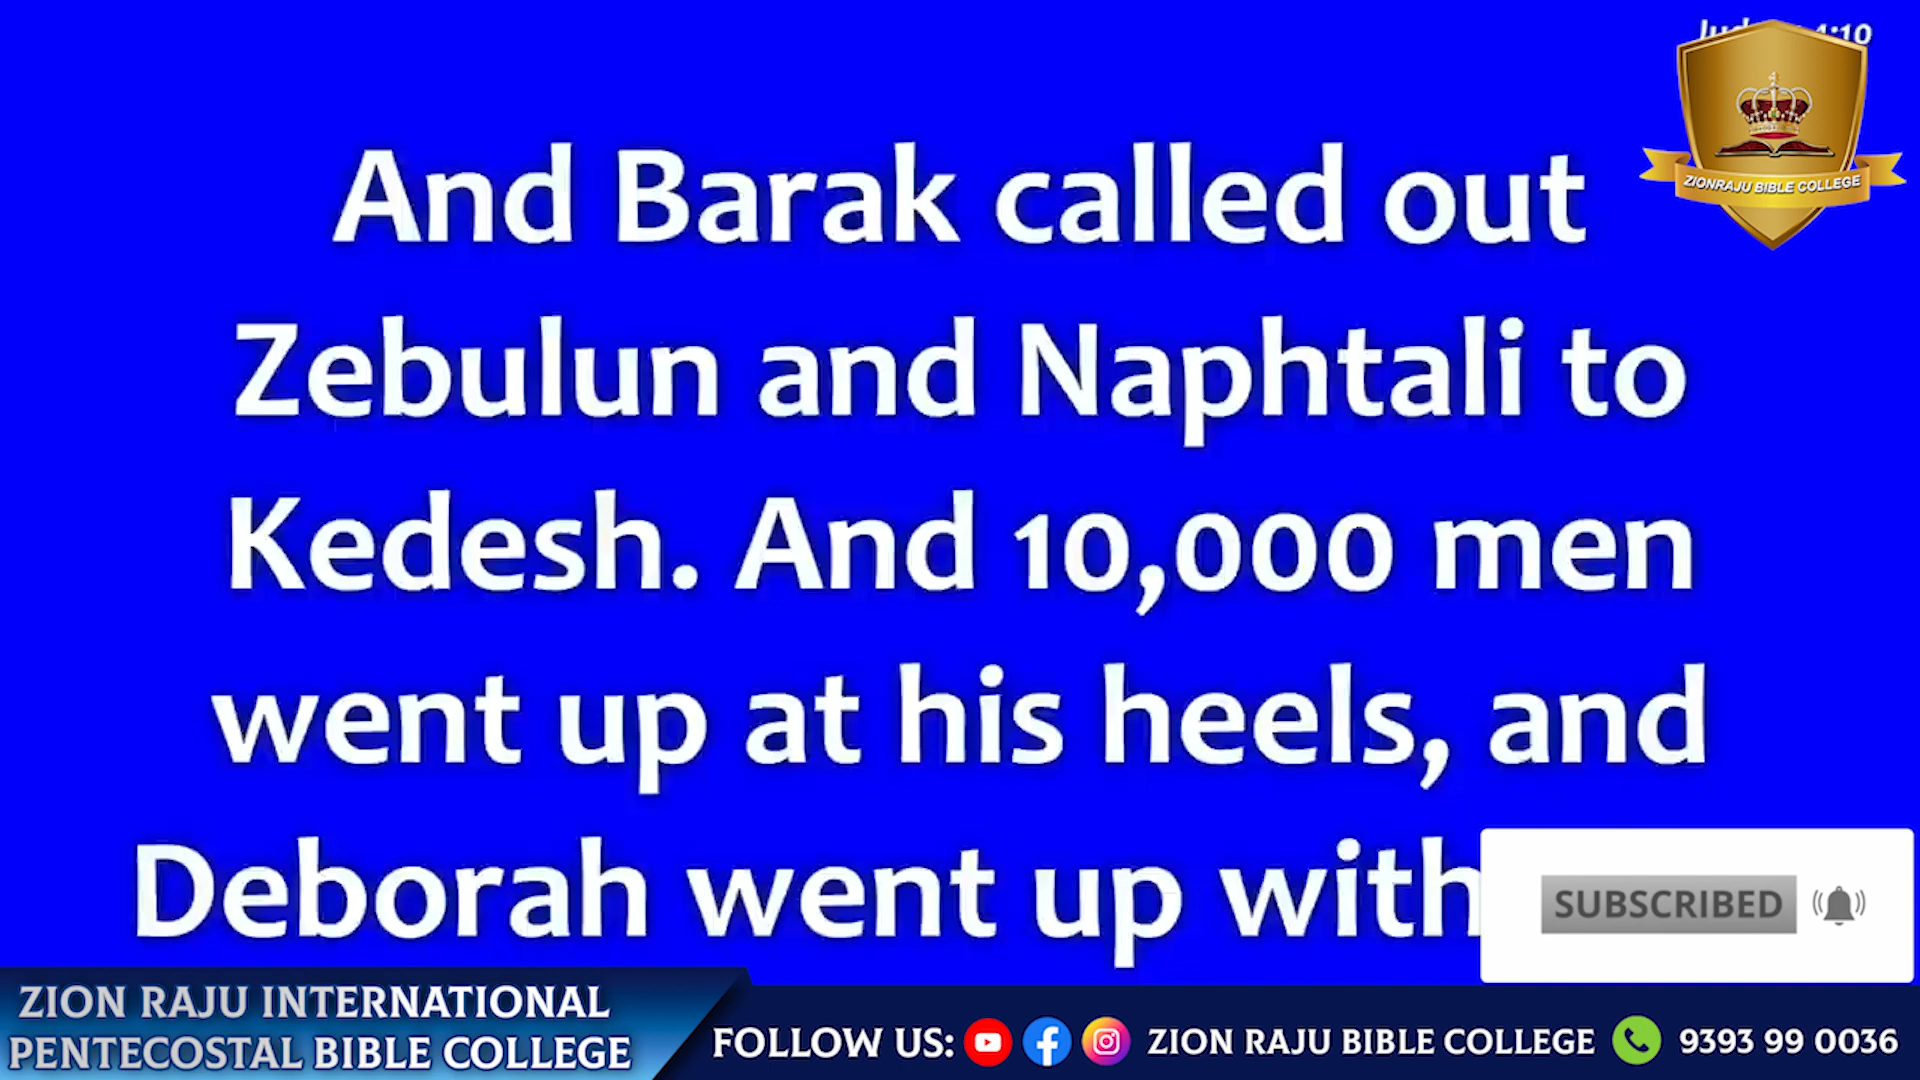 4:10
And Barak called out
Zebulun and Naphtali to
Kedesh. And 10,000 men
went up at his heels, and
Deborah went up with
ZIONRAJU BIBLE COLLEGE
SUBSCRIBED
ZION RAJU INTERNATIONAL
PENTECOSTAL BIBLE COLLEGE
FOLLOW US: ZION RAJU BIBLE COLLEGE 9393 99 0036